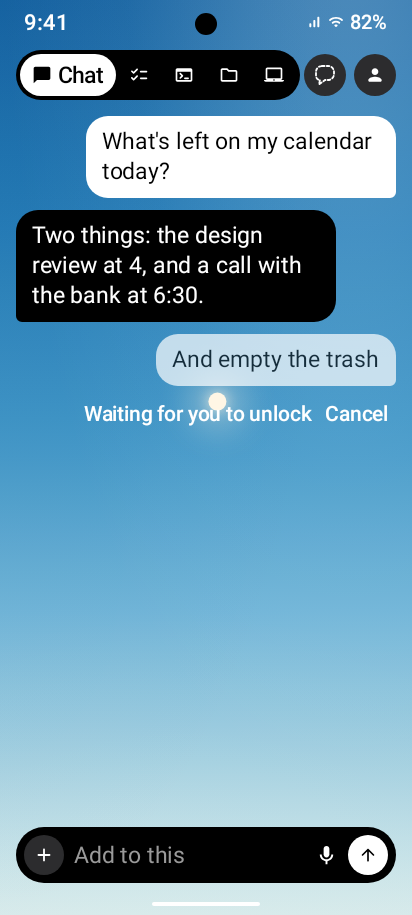 9:41
82%
Chat
What's left on my calendar
today?
Two things: the design
review at 4, and a call with
the bank at 6:30.
And empty the trash
Waiting for you to unlock Cancel
Add to this